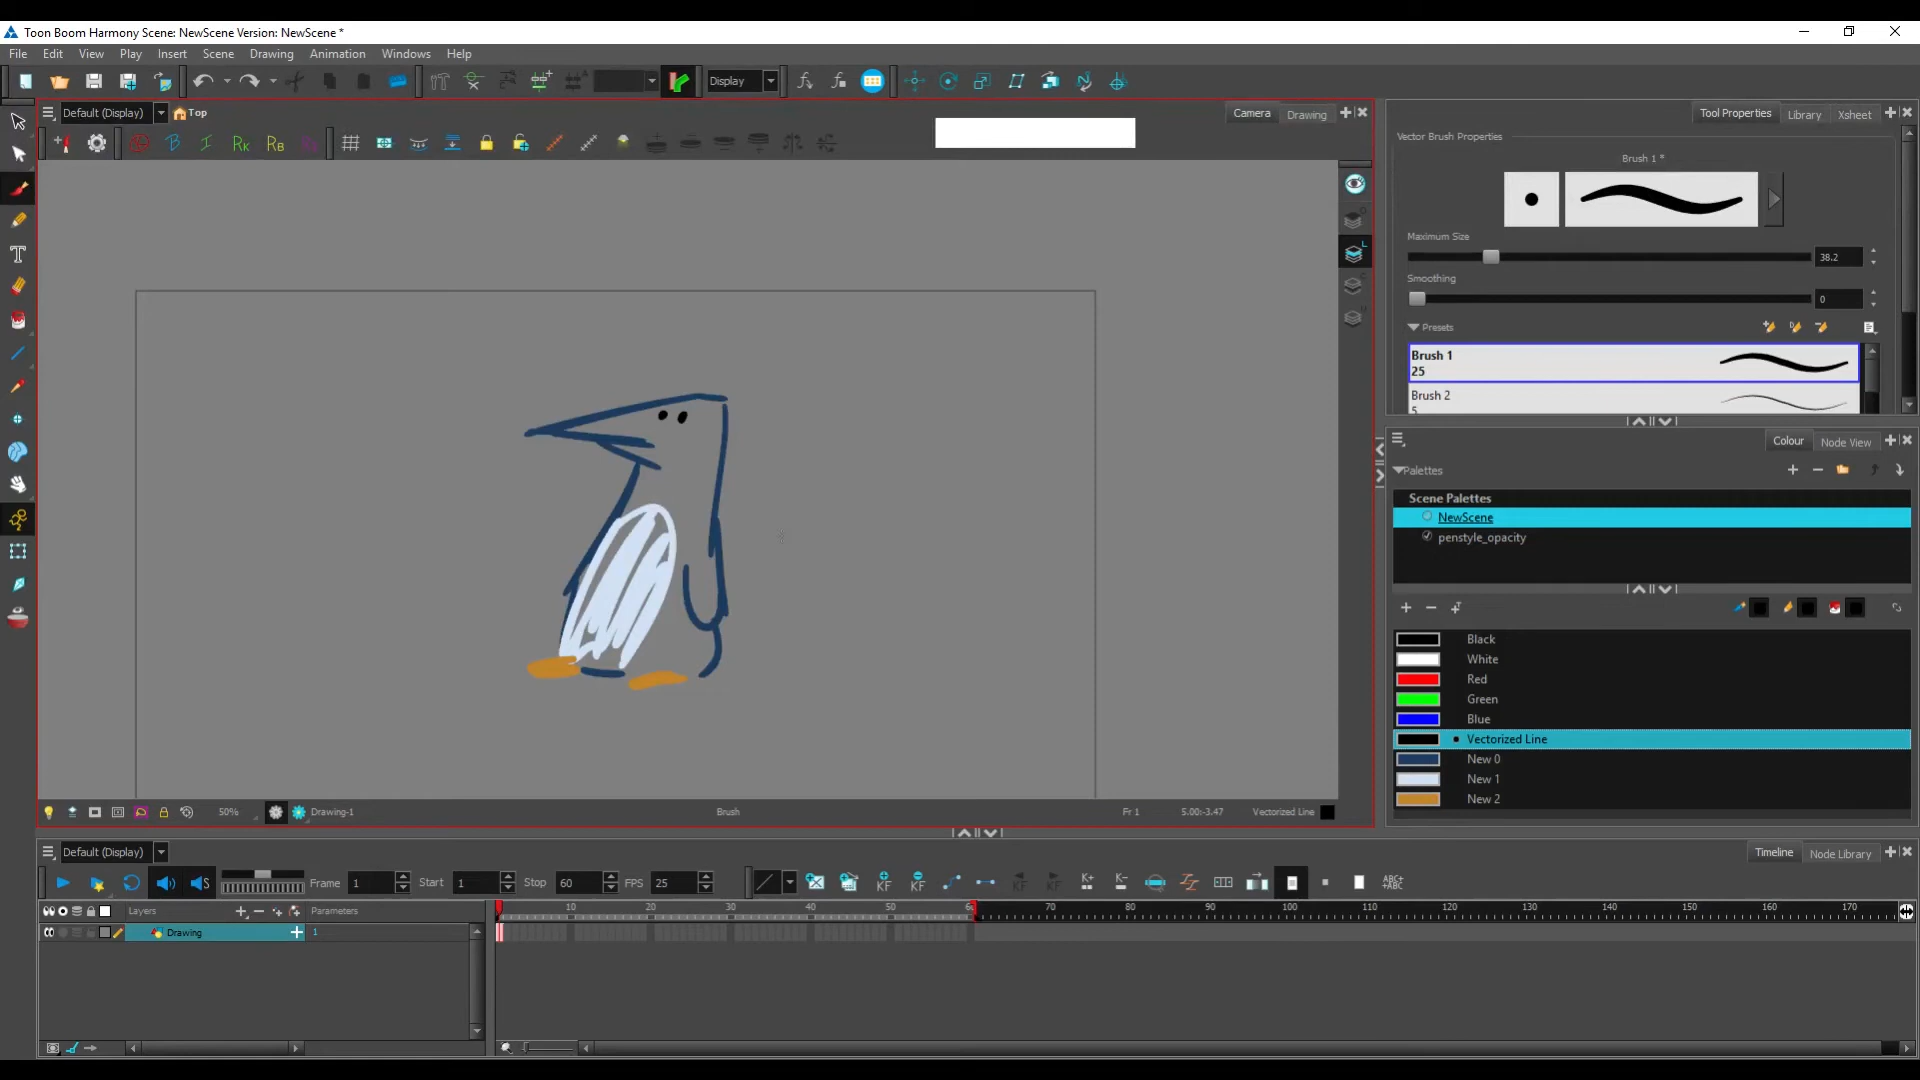 Toon Boom Harmony Scene: NewScene Version: NewScene *
File Edit View Play Insert Scene Drawing Animation Windows Help
Display
Default (Display) Top Camera Drawing
Tool Properties Library Xsheet
Vector Brush Properties
Brush 1 *
Maximum Size
38.2
Smoothing
0
Presets
Brush 1
25
Brush 2
5
Colour Node View
Palettes
Scene Palettes
NewScene
penstyle_opacity
Black
White
Red
Green
Blue
Vectorized Line
New 0
New 1
New 2
50% Drawing-1 Brush Fr 1 5.00:-3.47 Vectorized Line
Default (Display) Timeline Node Library
Frame 1 Start 1 Stop 60 FPS 25
Layers Parameters 10 20 30 40 50 60 70 80 90 100 110 120 130 140 150 160 170
Drawing 1